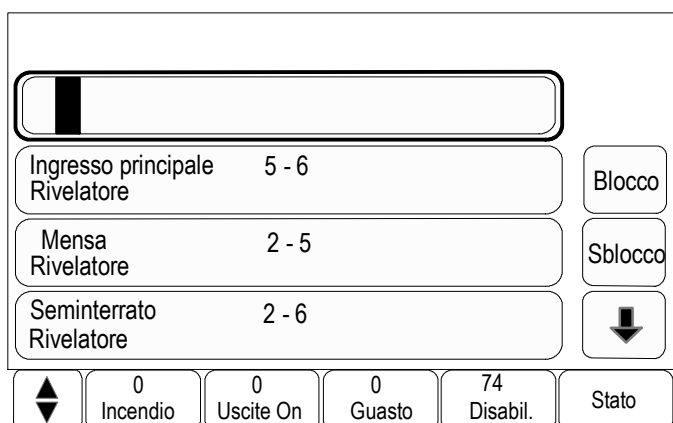 Ingresso principale 5 - 6
Rivelatore
Blocco
Mensa 2 - 5
Rivelatore
Sblocco
Seminterrato 2 - 6
Rivelatore
0 0 0 74
Incendio Uscite On Guasto Disabil. Stato